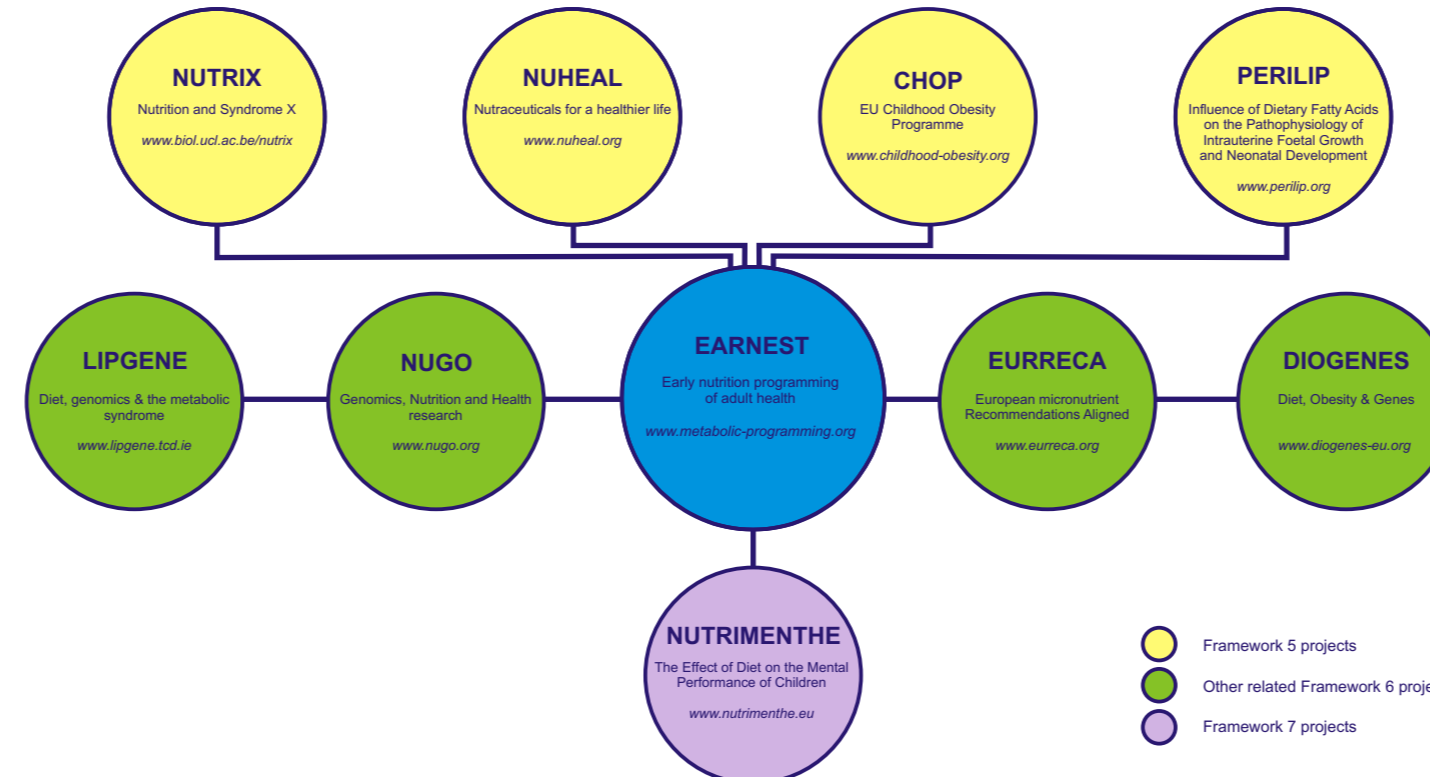 NUTRIX
Nutrition and Syndrome X
www.biol.ucl.ac.be/nutrix
NUHEAL
Nutraceuticals for a healthier life
www.nuheal.org
CHOP
EU Childhood Obesity
Programme
www.childhood-obesity.org
PERILIP
Influence of Dietary Fatty Acids
on the Pathophysiology of
Intrauterine Foetal Growth
and Neonatal Development
www.perilip.org
LIPGENE
Diet, genomics & the metabolic
syndrome
www.lipgene.tcd.ie
NUGO
Genomics, Nutrition and Health
research
www.nugo.org
EARNEST
Early nutrition programming
of adult health
www.metabolic-programming.org
EURRECA
European micronutrient
Recommendations Aligned
www.eurreca.org
DIOGENES
Diet, Obesity & Genes
www.diogenes-eu.org
NUTRIMENTHE
The Effect of Diet on the Mental
Performance of Children
www.nutrimenthe.eu
Framework 5 projects
Other related Framework 6
Framework 7 projects